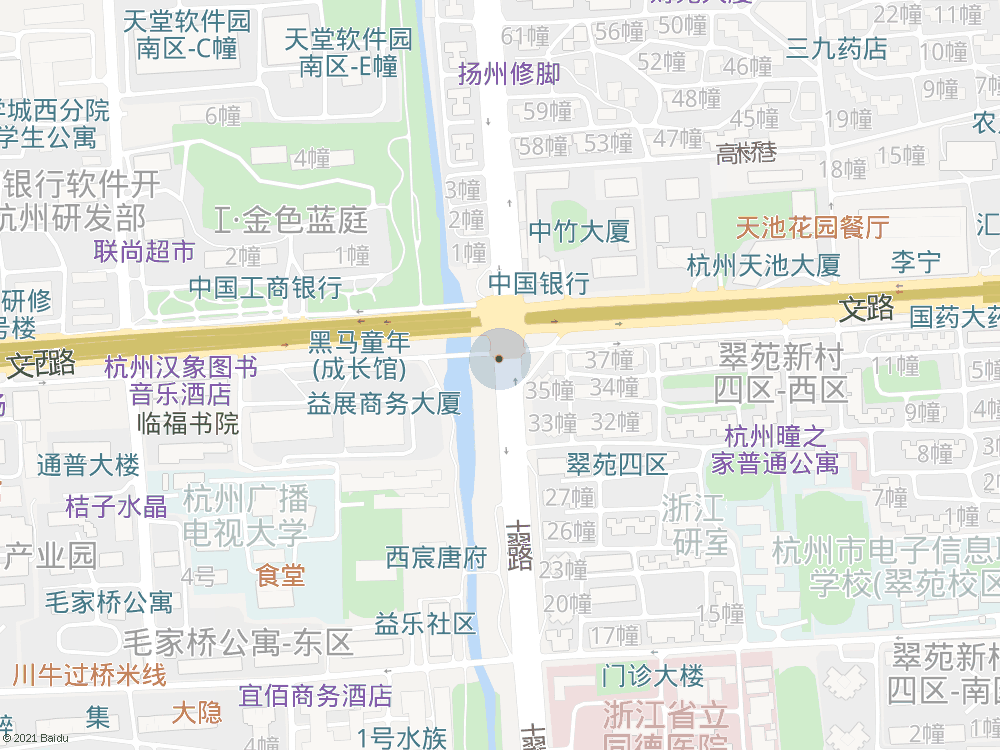 天堂软件园
南区-C幢
天堂软件园
南区-E幢
61幢
56幢
50幢
22幢
11幢
扬州修脚
52幢
46幢
三九药店
10幢
9幢
7幢
学城西分院
学生公寓
6幢
59幢
48幢
45幢
19幢
农
58幢
53幢
47幢
4幢
18幢
15幢
银行软件开
杭州研发部
3幢
2幢
1幢
工·金色蓝庭
联尚超市
2幢
1幢
中竹大厦
天池花园餐厅
汇
杭州天池大厦
李宁
中国工商银行
中国银行
研修
号楼
文
路
国药大药
黑马童年
(成长馆)
文
路
杭州汉象图书
音乐酒店
37幢
翠苑新村
四区-西区
11幢
5幢
35幢
34幢
益展商务大厦
33幢
32幢
9幢
临福书院
杭州曈之
家普通公寓
8幢
通普大楼
翠苑四区
桔子水晶
杭州广播
电视大学
27幢
浙江
研室
7幢
26幢
产业园
西宸唐府
路
杭州市电子信息职
学校(翠苑校区
4号
食堂
23幢
毛家桥公寓
20幢
15幢
益乐社区
17幢
毛家桥公寓-东区
翠苑新村
四区-南区
川牛过桥米线
门诊大楼
宜佰商务酒店
集
大隐
浙江省立
同德医院
1号水族
4幢
2幢
1幢
© 2021 Baidu